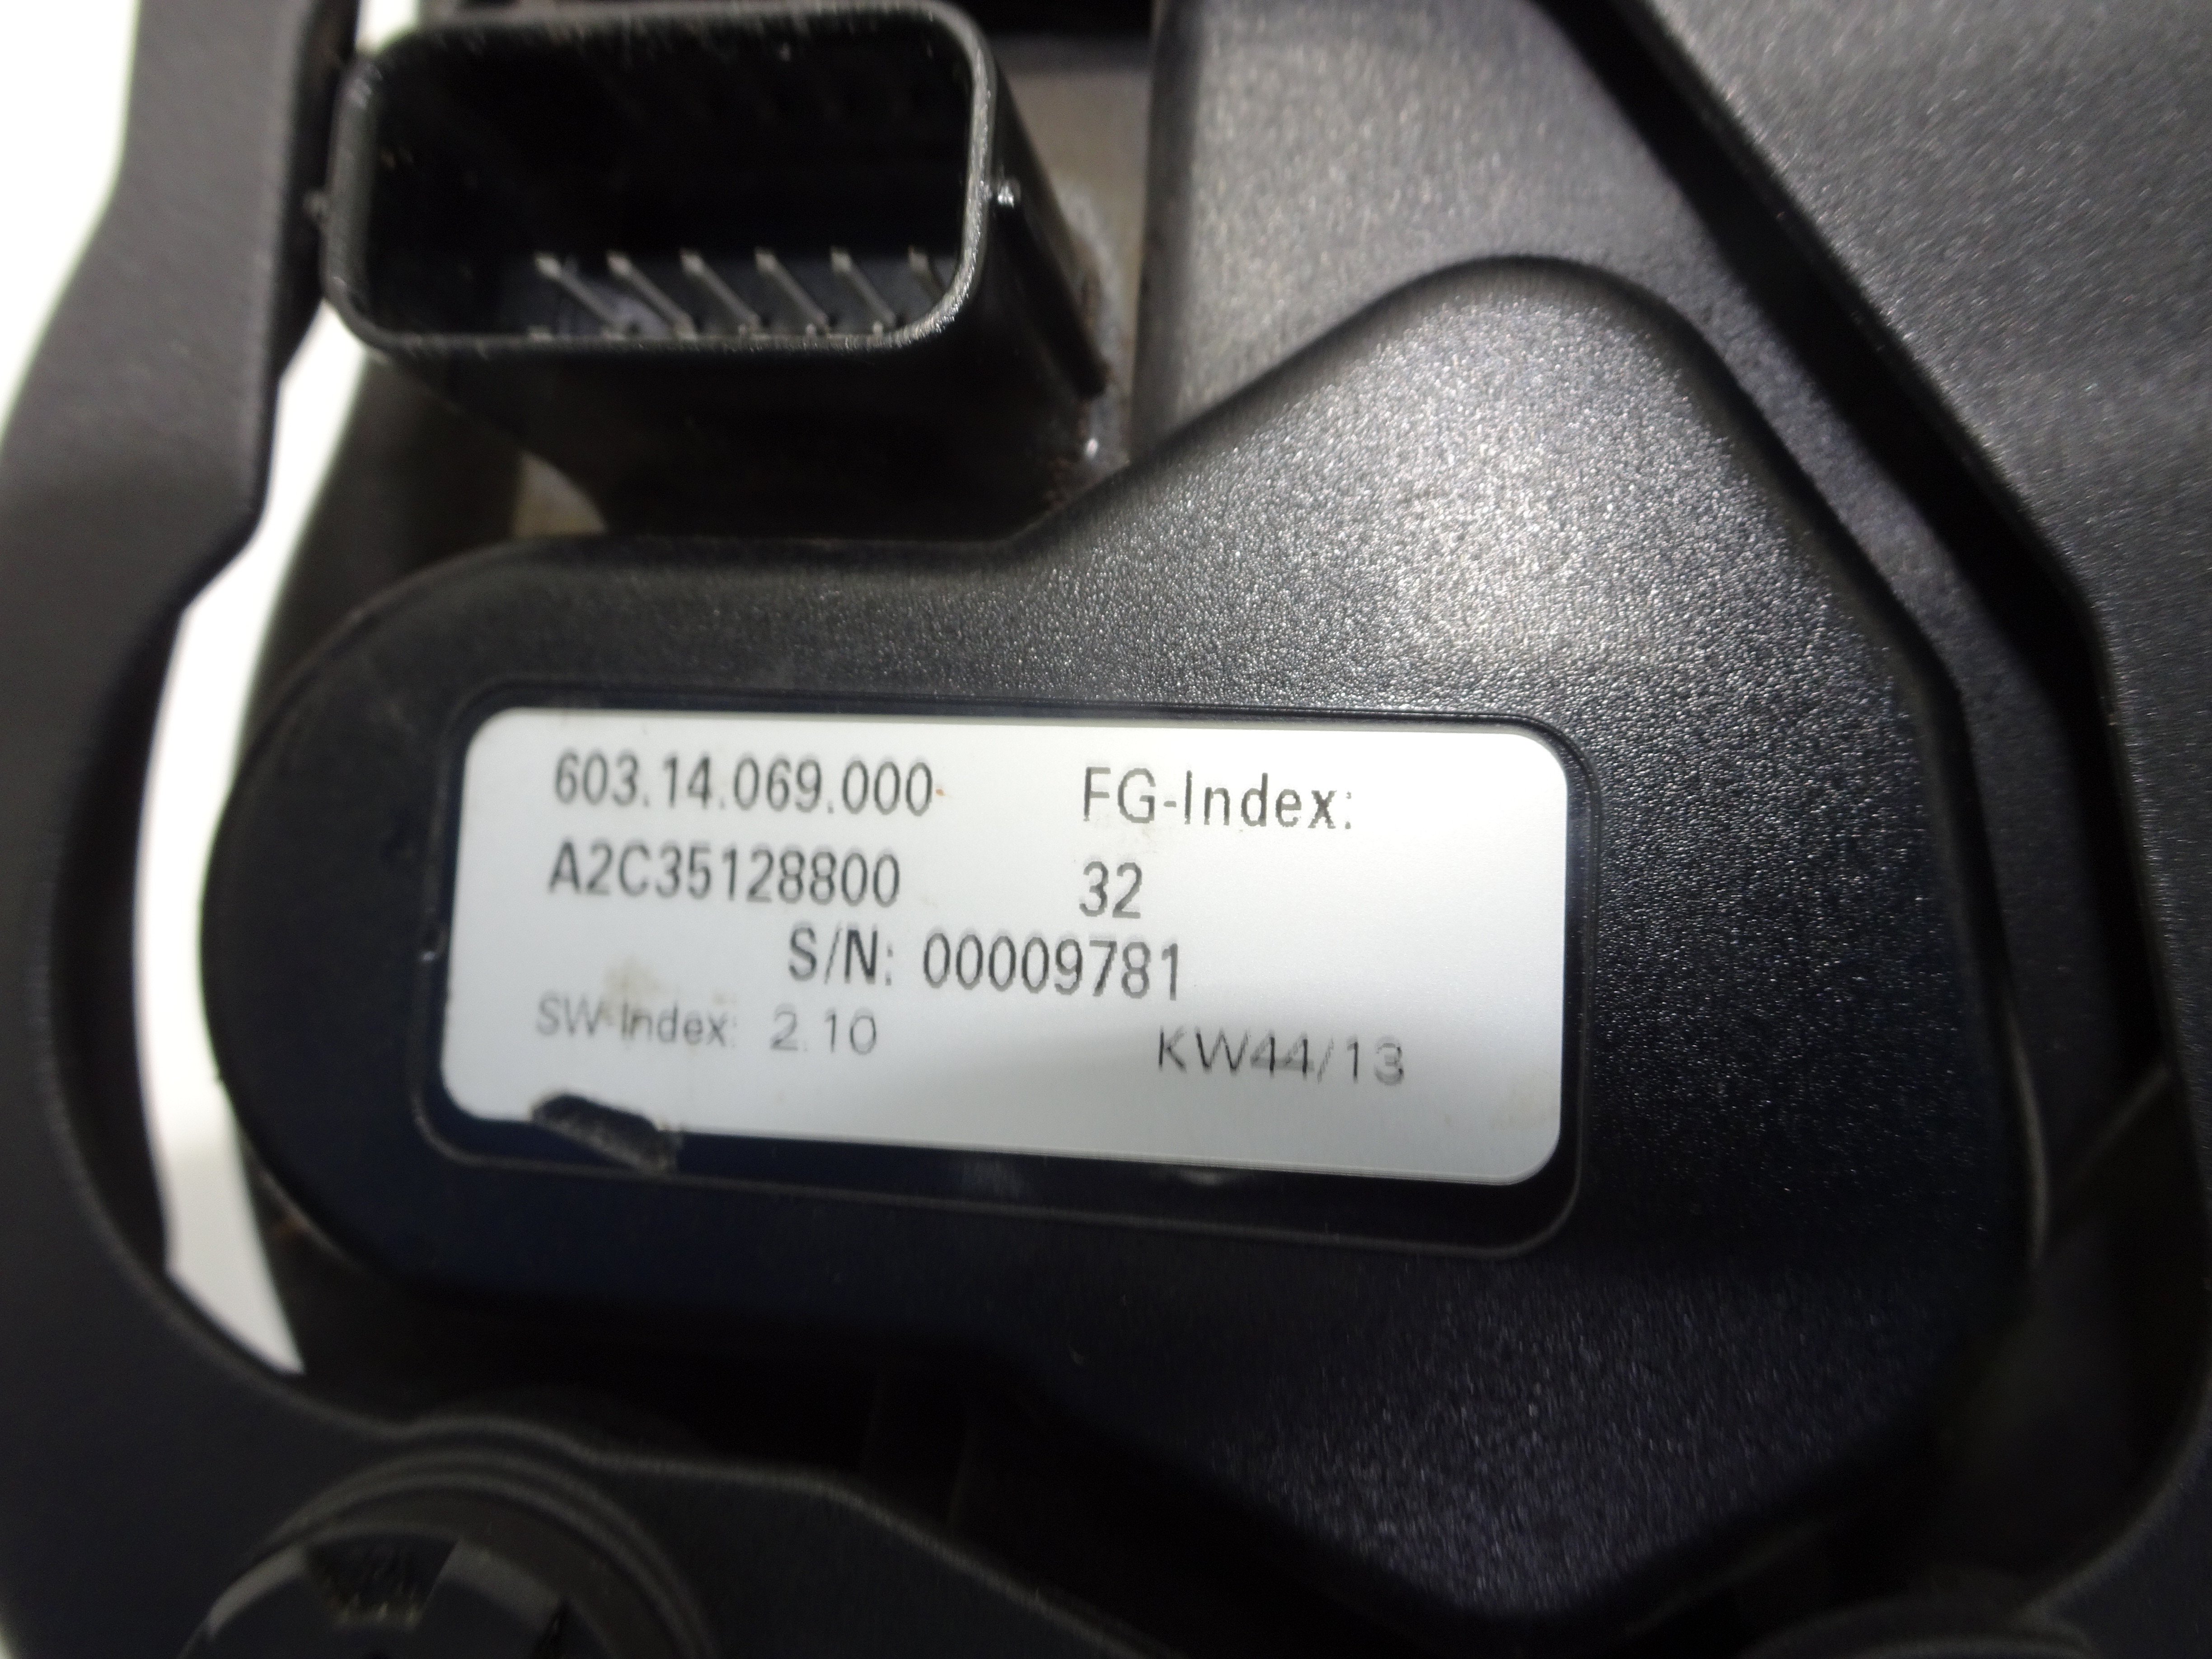 603.14.069.000 FG-Index:
A2C35128800 32
S/N: 00009781
SW-Index: 2.10 KW44/13